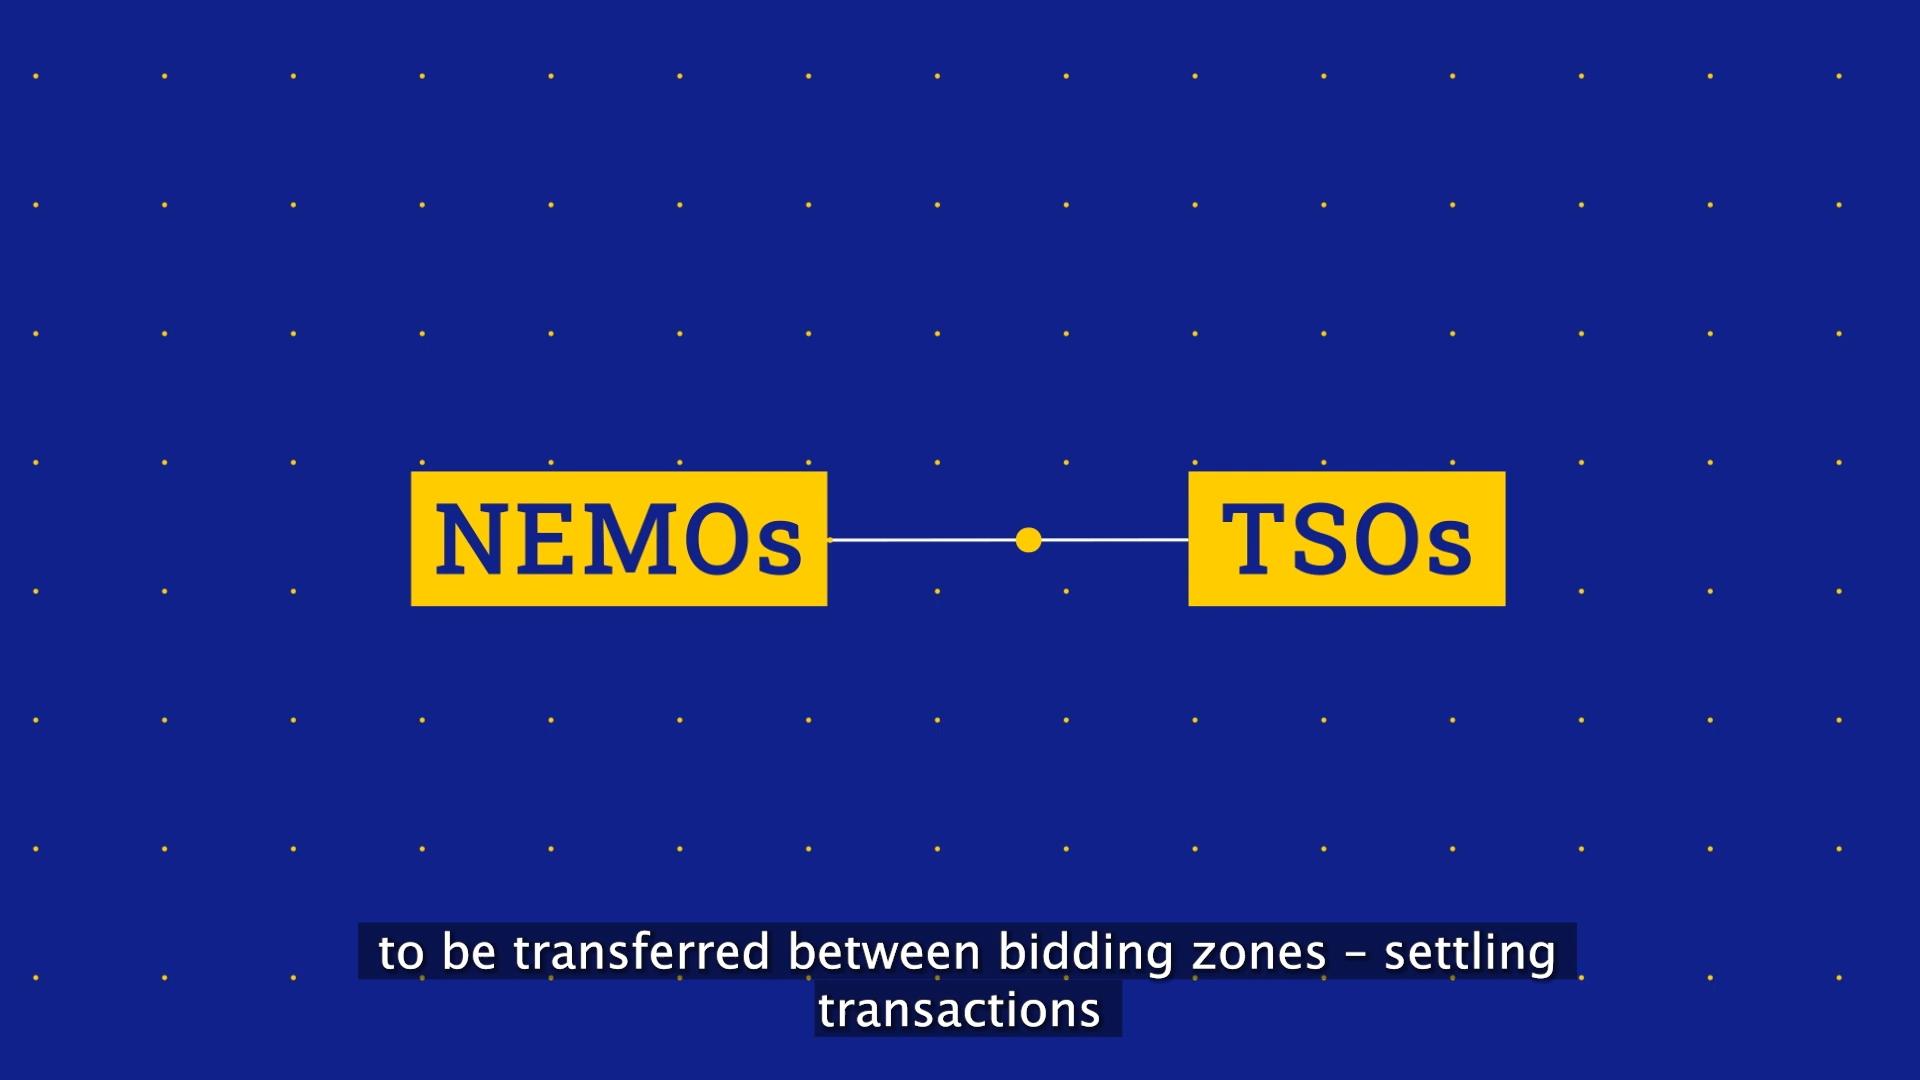 NEMOs
TSOs
to be transferred between bidding zones – settling
transactions